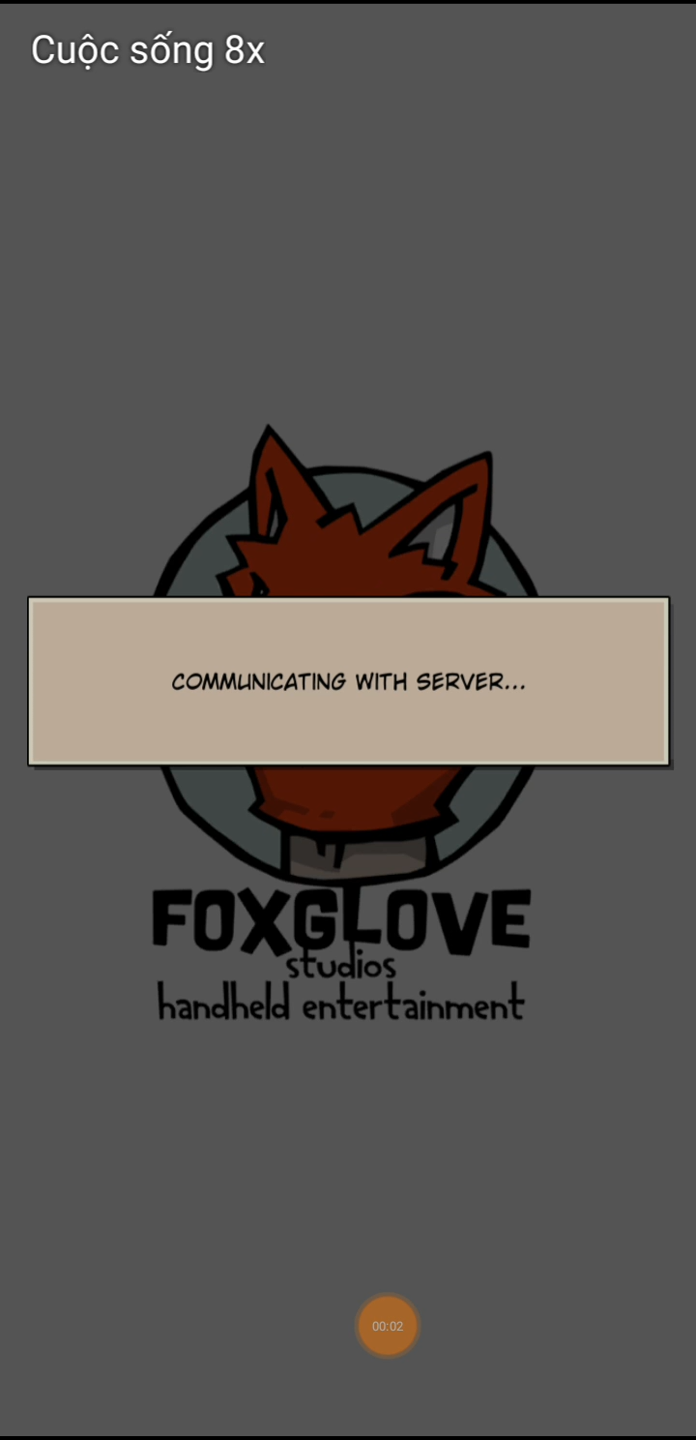 Cuộc sống 8x
COMMUNICATING WITH SERVER...
FOXGLOVE
studios
handheld entertainment
00:02